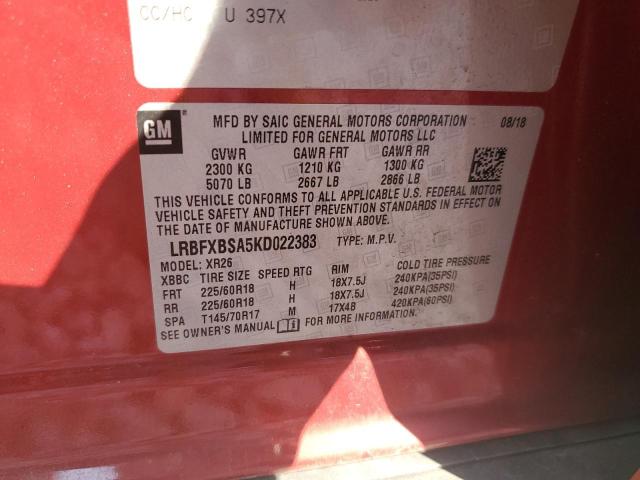 CC/HC U 397X
GM
MFD BY SAIC GENERAL MOTORS CORPORATION 08/18
LIMITED FOR GENERAL MOTORS LLC
GVWR GAWR FRT GAWR RR
2300 KG 1210 KG 1300 KG
5070 LB 2667 LB 2866 LB
THIS VEHICLE CONFORMS TO ALL APPLICABLE U.S. FEDERAL MOTOR
VEHICLE SAFETY AND THEFT PREVENTION STANDARDS IN EFFECT ON
THE DATE OF MANUFACTURE SHOWN ABOVE.
LRBFXBSA5KD022383 TYPE: M.P.V.
MODEL: XR26
XBBC TIRE SIZE SPEED RTG RIM COLD TIRE PRESSURE
FRT 225/60R18 H 18X7.5J 240KPA(35PSI)
RR 225/60R18 H 18X7.5J 240KPA(35PSI)
SPA T145/70R17 M 17X4B 420KPA(60PSI)
SEE OWNER'S MANUAL FOR MORE INFORMATION.